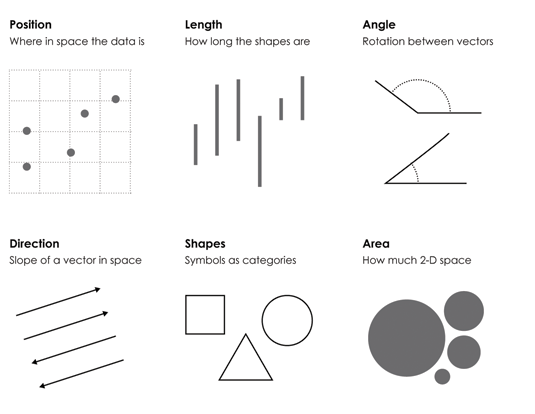 Position
Where in space the data is
Length
How long the shapes are
Angle
Rotation between vectors
Direction
Slope of a vector in space
Shapes
Symbols as categories
Area
How much 2-D space